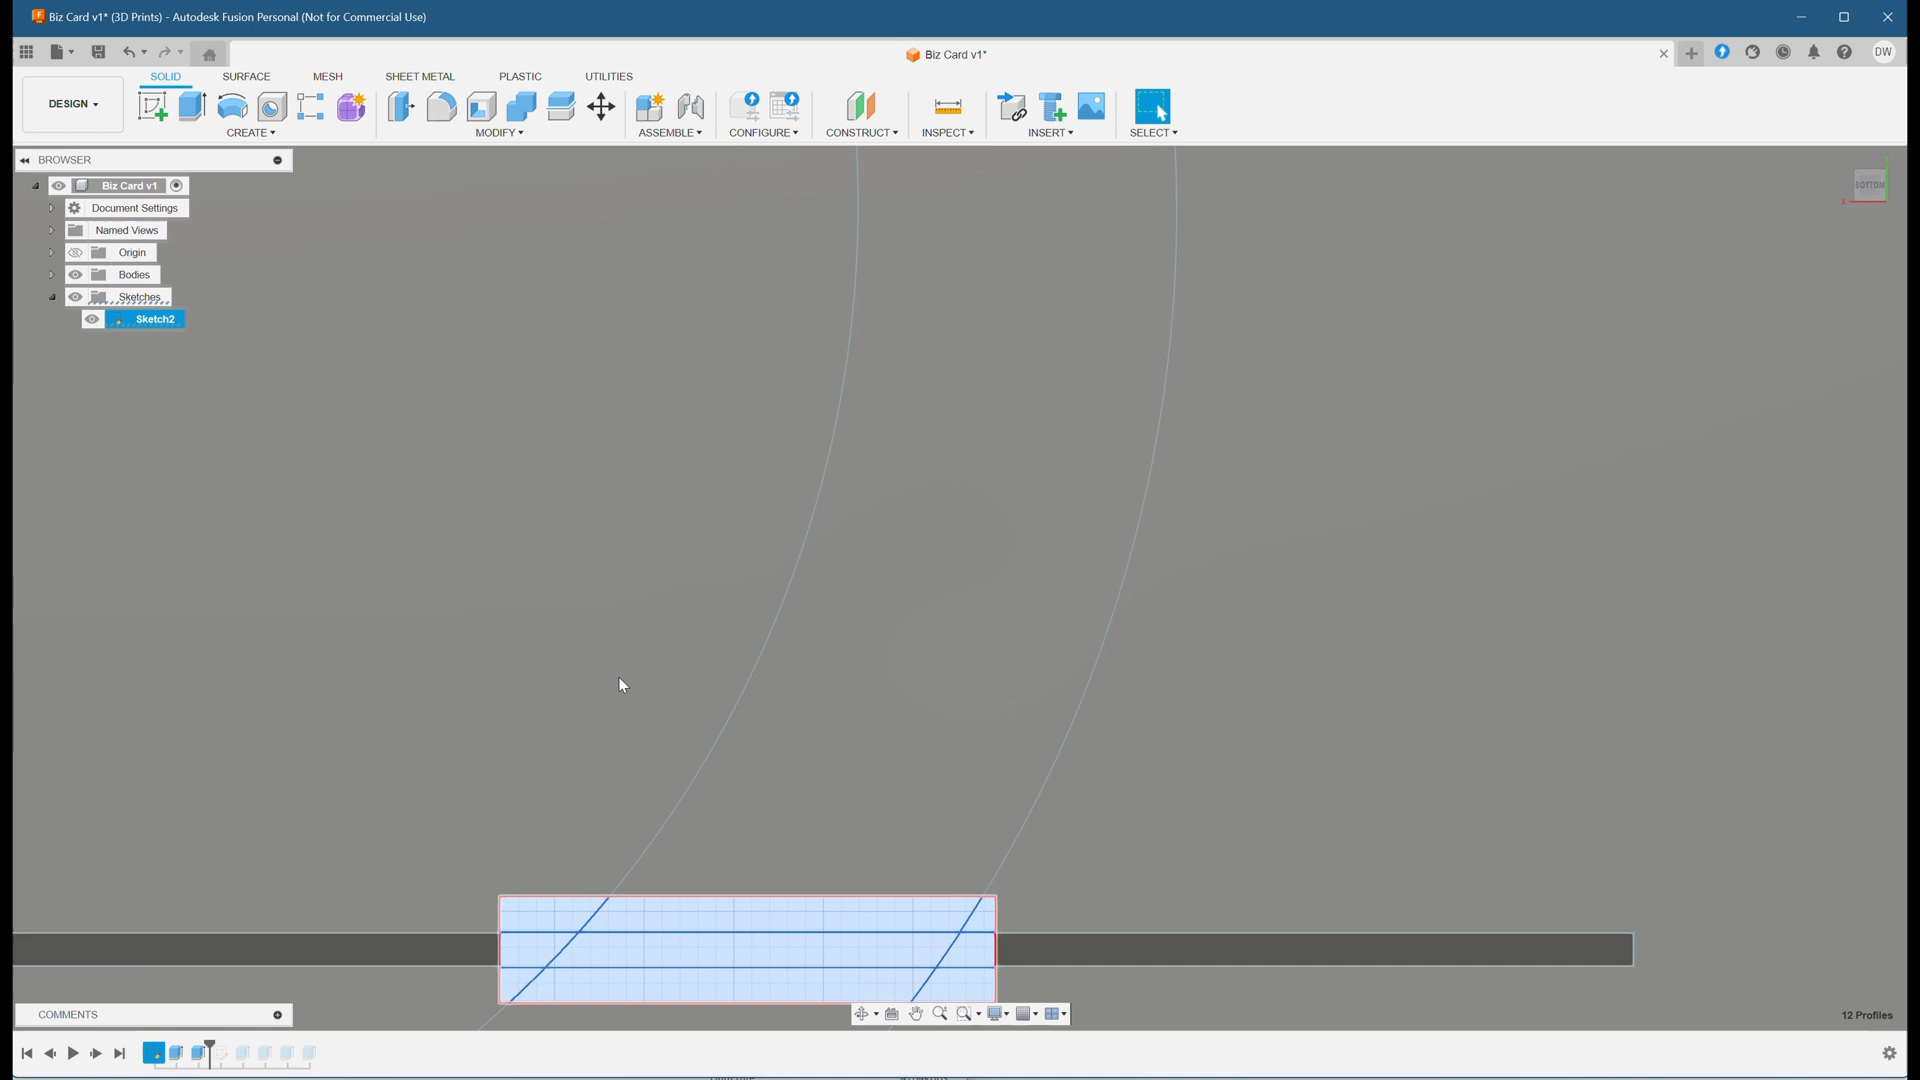 Biz Card v1* (3D Prints) - Autodesk Fusion Personal (Not for Commercial Use)
Biz Card v1*
DW
SOLID SURFACE MESH SHEET METAL PLASTIC UTILITIES
DESIGN
CREATE MODIFY ASSEMBLE CONFIGURE CONSTRUCT INSPECT INSERT SELECT
BROWSER
Biz Card v1
Document Settings
Named Views
Origin
Bodies
Sketches
Sketch2
BOTTOM
X
COMMENTS
12 Profiles